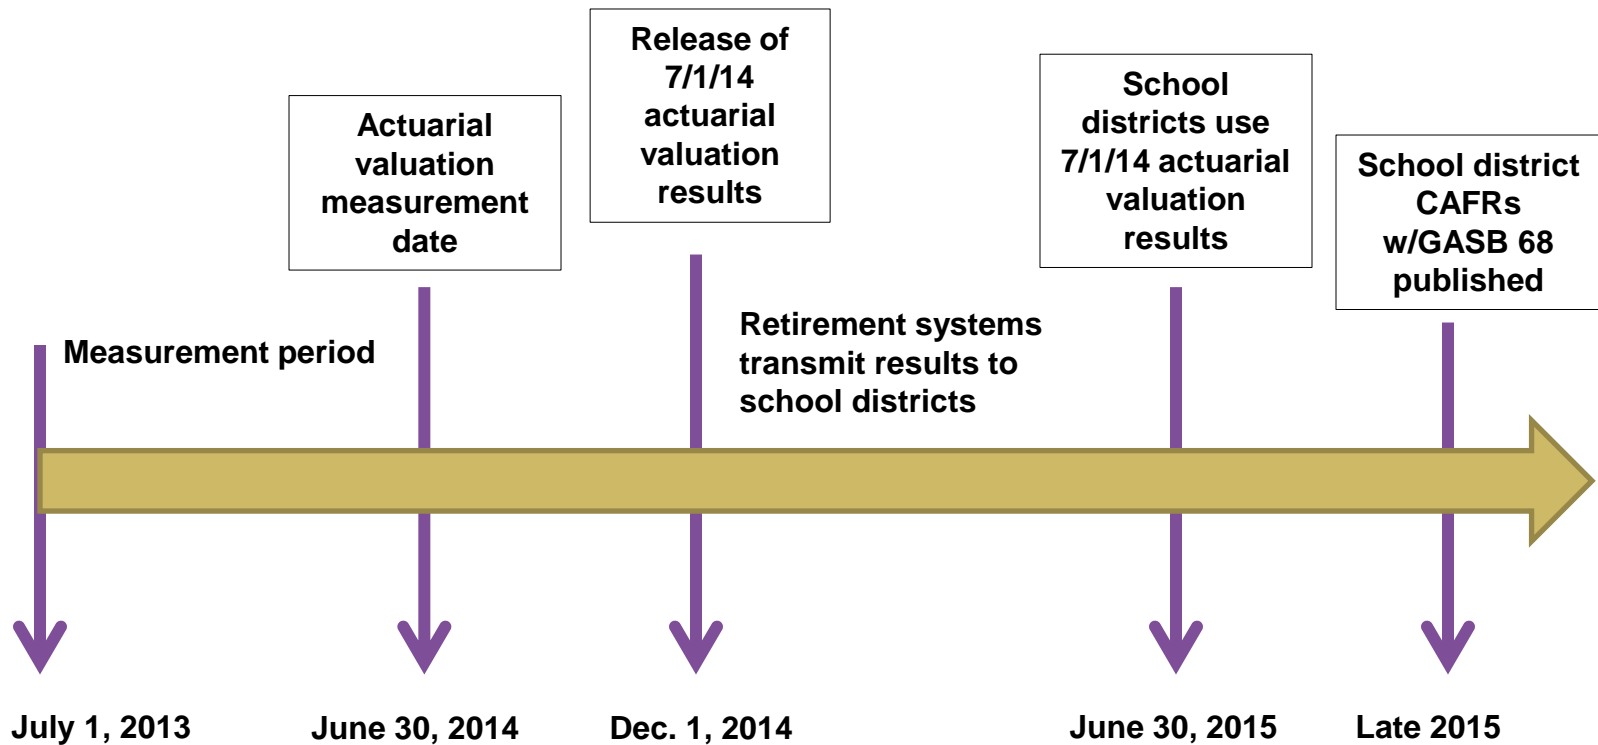 Release of
7/1/14
actuarial
valuation
results
Actuarial
valuation
measurement
date
School
districts use
7/1/14 actuarial
valuation
results
School district
CAFRs
w/GASB 68
published
Measurement period
Retirement systems
transmit results to
school districts
July 1, 2013
June 30, 2014
Dec. 1, 2014
June 30, 2015
Late 2015